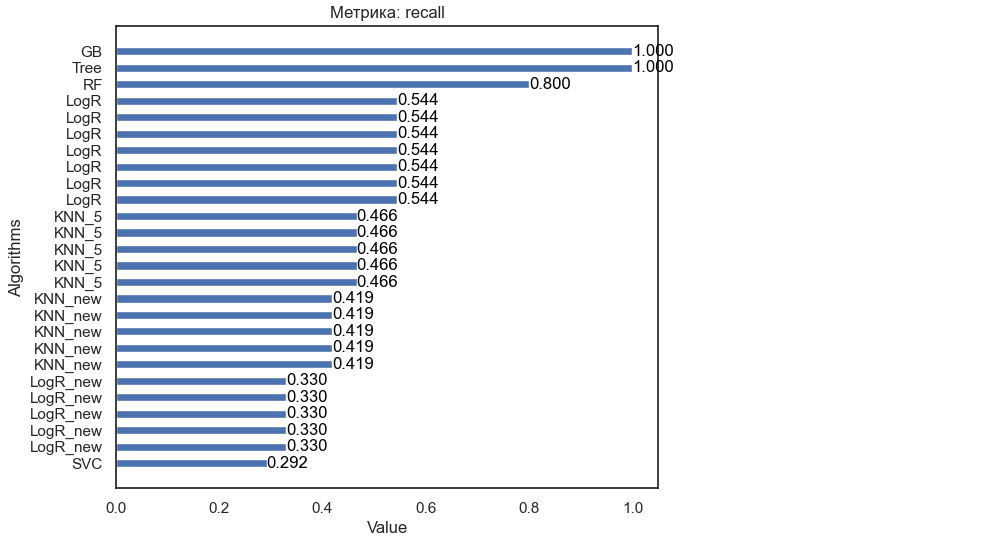 Метрика: recall
GB 1.000
Tree 1.000
RF 0.800
LogR 0.544
LogR 0.544
LogR 0.544
LogR 0.544
LogR 0.544
LogR 0.544
LogR 0.544
KNN_5 0.466
KNN_5 0.466
KNN_5 0.466
KNN_5 0.466
KNN_5 0.466
KNN_new 0.419
KNN_new 0.419
KNN_new 0.419
KNN_new 0.419
KNN_new 0.419
LogR_new 0.330
LogR_new 0.330
LogR_new 0.330
LogR_new 0.330
LogR_new 0.330
SVC 0.292
Algorithms
0.0 0.2 0.4 0.6 0.8 1.0
Value